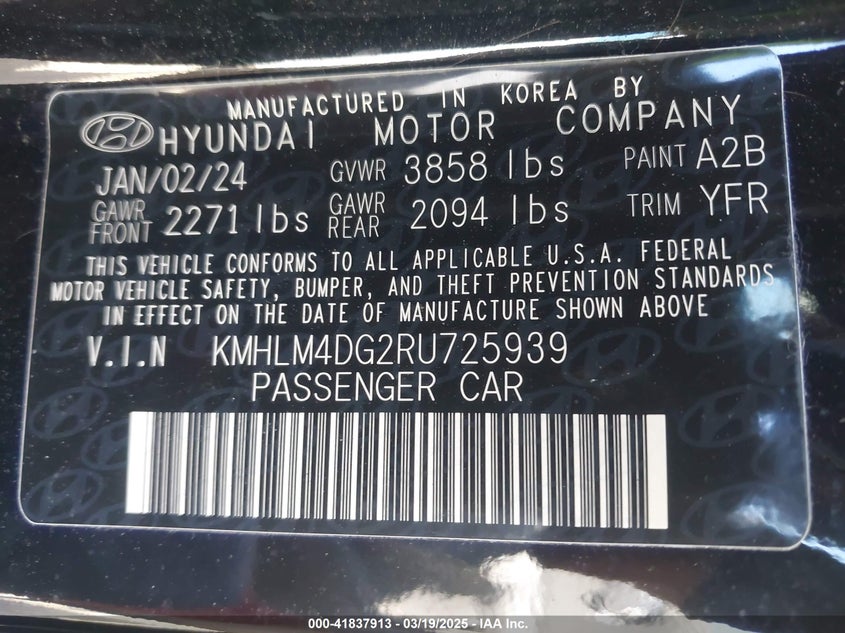 MANUFACTURED IN KOREA BY
HYUNDAI MOTOR COMPANY
JAN/02/24 GVWR 3858 lbs PAINT A2B
GAWR FRONT 2271 lbs GAWR REAR 2094 lbs TRIM YFR
THIS VEHICLE CONFORMS TO ALL APPLICABLE U.S.A. FEDERAL
MOTOR VEHICLE SAFETY, BUMPER, AND THEFT PREVENTION STANDARDS
IN EFFECT ON THE DATE OF MANUFACTURE SHOWN ABOVE
V.I.N KMHLM4DG2RU725939
PASSENGER CAR
000-41837913 - 03/19/2025 - IAA Inc.